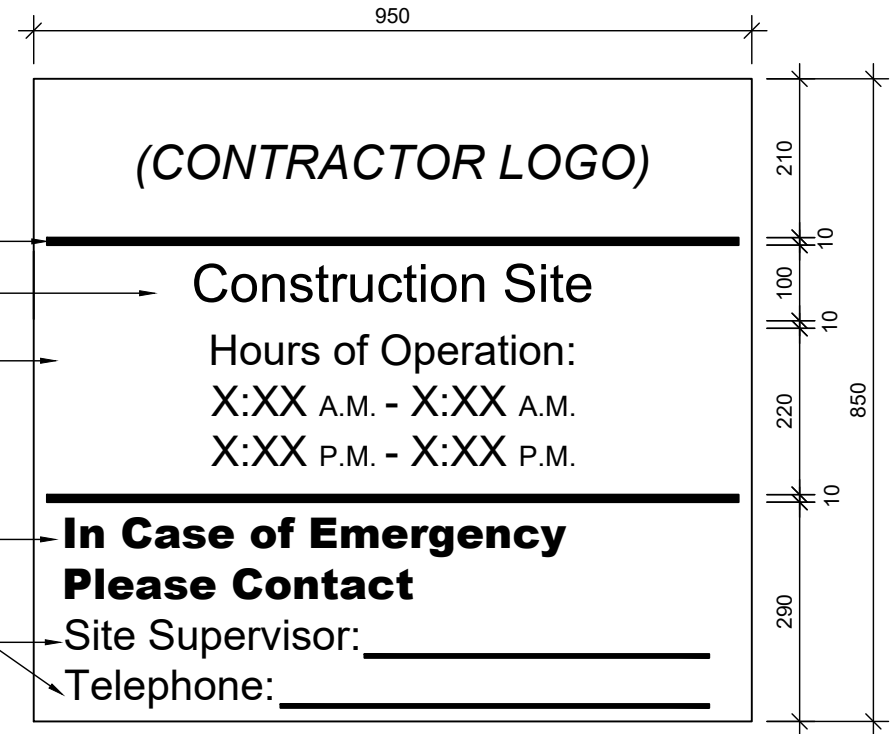 950
(CONTRACTOR LOGO)
210
10
Construction Site
100
10
Hours of Operation:
X:XX A.M. - X:XX A.M.
X:XX P.M. - X:XX P.M.
220
850
10
In Case of Emergency
Please Contact
Site Supervisor:
Telephone:
290